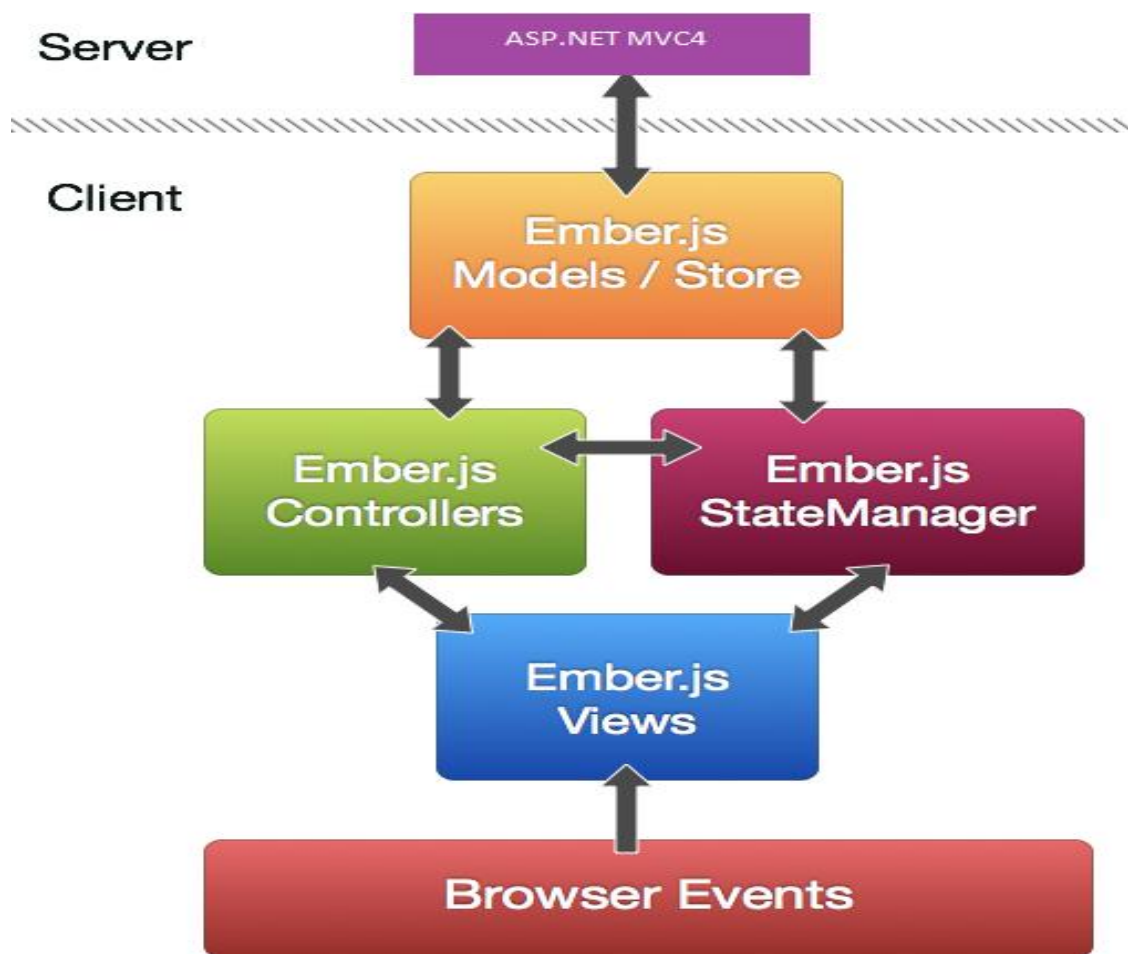 Server
ASP.NET MVC4
Client
Ember.js
Models / Store
Ember.js
Controllers
Ember.js
StateManager
Ember.js
Views
Browser Events